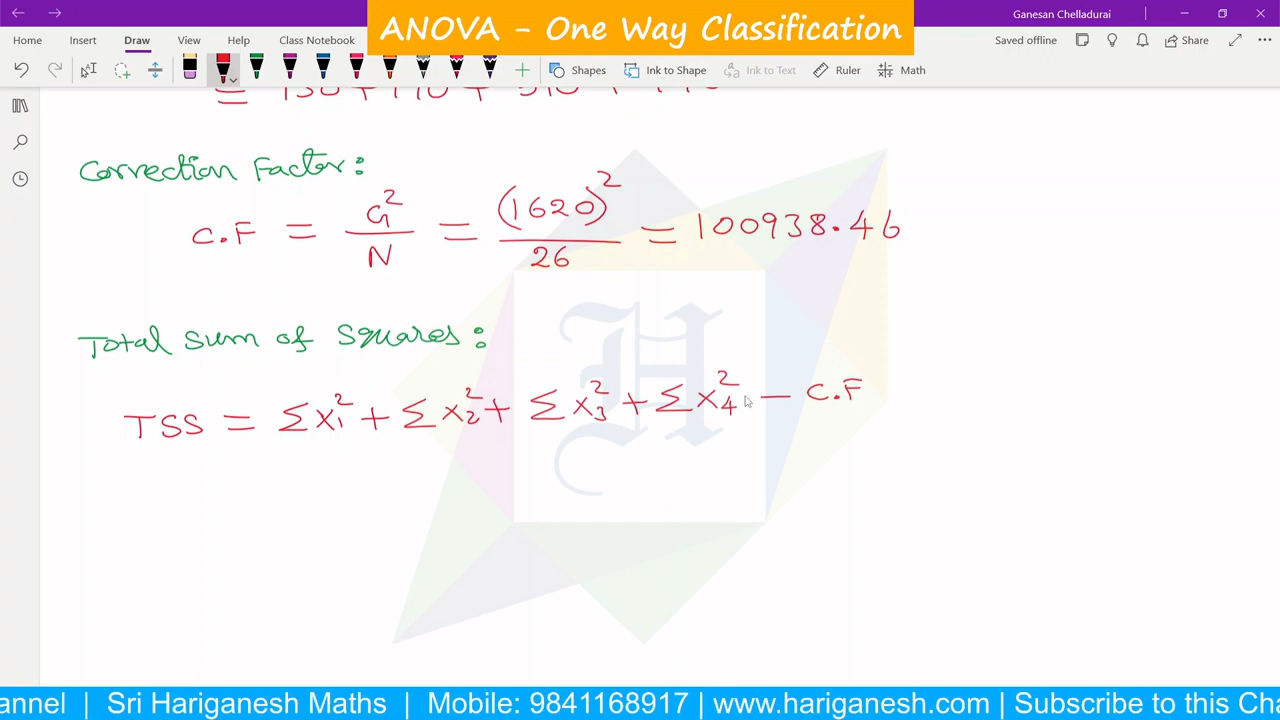 ANOVA - One Way Classification
Ganesan Chelladurai
Home Insert Draw View Help Class Notebook
Saved offline Share
Shapes Ink to Shape Ink to Text Ruler Math
Correction Factor:
C.F = G²/N = (1620)²/26 = 100938.46
Total Sum of Squares:
TSS = ΣX₁² + ΣX₂² + ΣX₃² + ΣX₄² - C.F
H
annel | Sri Hariganesh Maths | Mobile: 9841168917 | www.hariganesh.com | Subscribe to this Cha